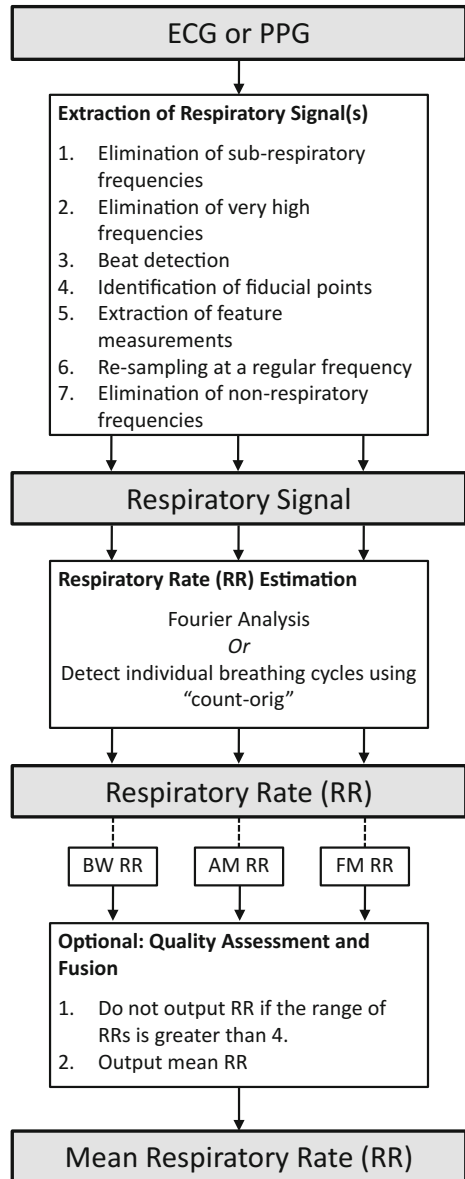 ECG or PPG
Extraction of Respiratory Signal(s)
1. Elimination of sub-respiratory
frequencies
2. Elimination of very high
frequencies
3. Beat detection
4. Identification of fiducial points
5. Extraction of feature
measurements
6. Re-sampling at a regular frequency
7. Elimination of non-respiratory
frequencies
Respiratory Signal
Respiratory Rate (RR) Estimation
Fourier Analysis
Or
Detect individual breathing cycles using
“count-orig”
Respiratory Rate (RR)
BW RR AM RR FM RR
Optional: Quality Assessment and
Fusion
1. Do not output RR if the range of
RRs is greater than 4.
2. Output mean RR
Mean Respiratory Rate (RR)